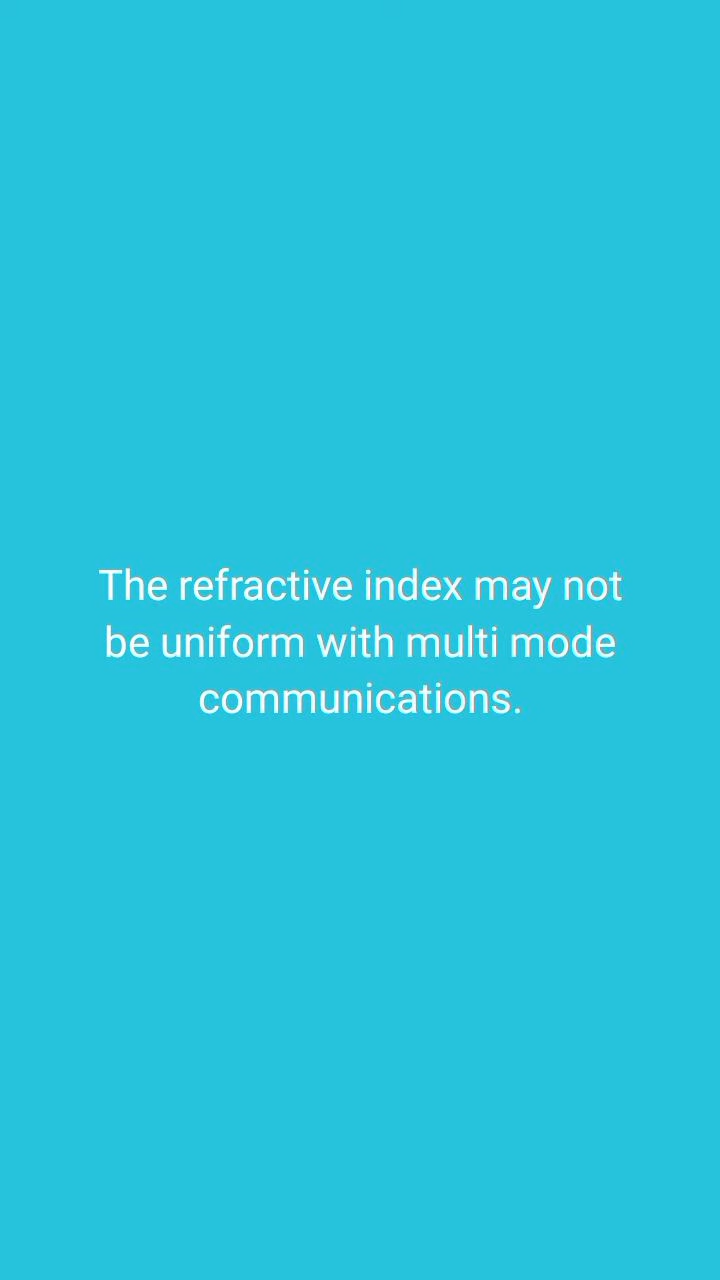 The refractive index may not
be uniform with multi mode
communications.